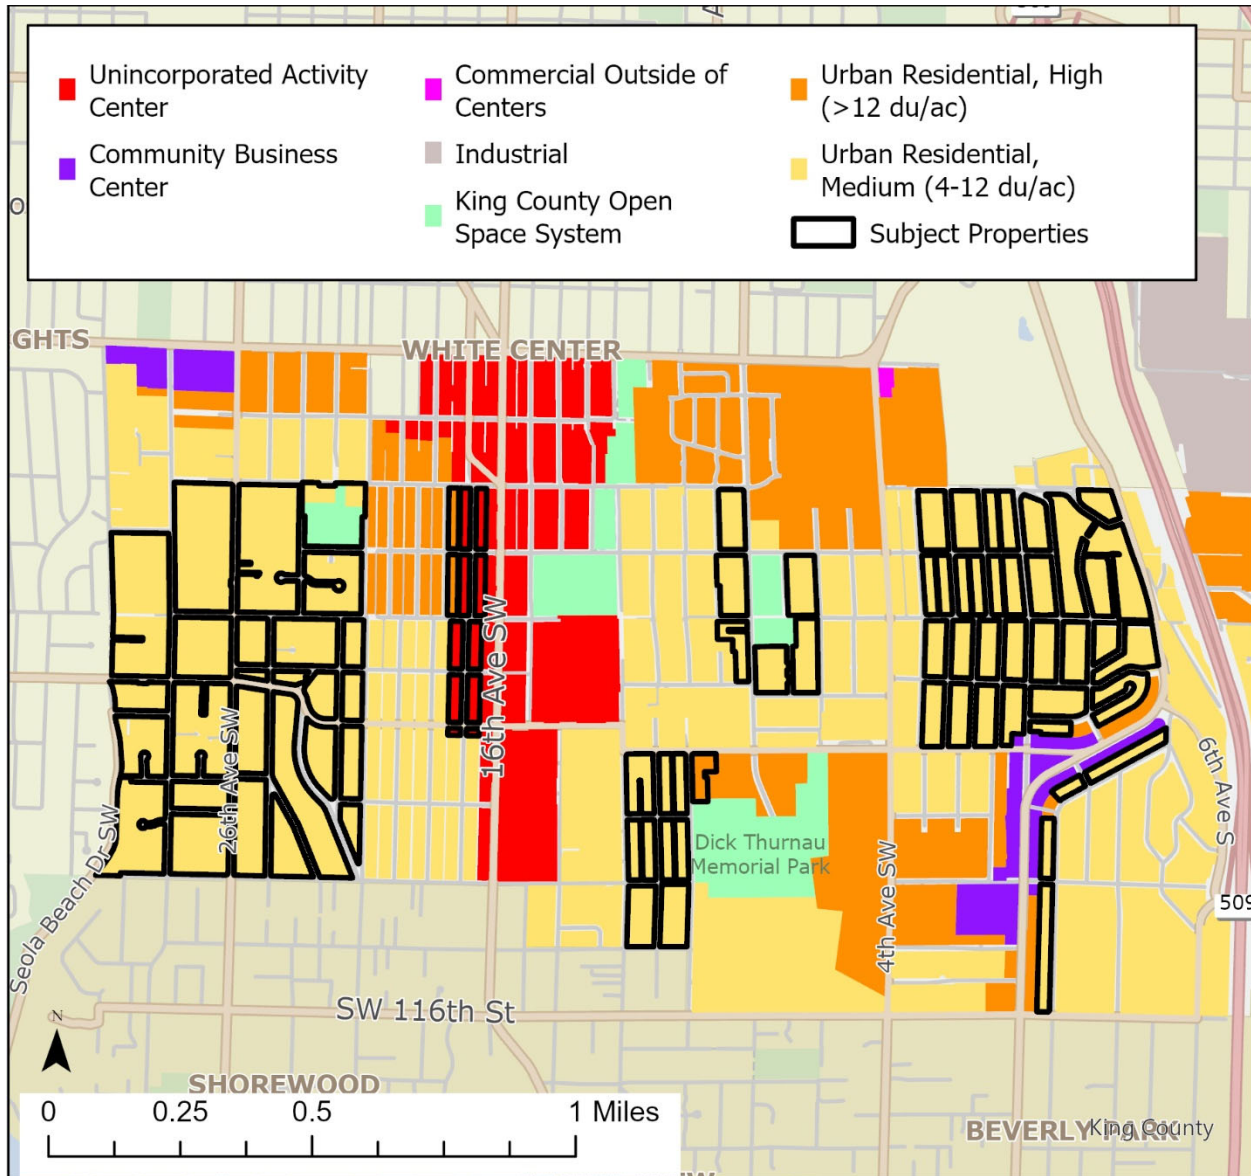 Unincorporated Activity
Center
Community Business
Center
Commercial Outside of
Centers
Industrial
King County Open
Space System
Urban Residential, High
(>12 du/ac)
Urban Residential,
Medium (4-12 du/ac)
Subject Properties
GHTS
WHITE CENTER
16th Ave SW
26th Ave SW
Seola Beach Dr SW
Dick Thurnau
Memorial Park
4th Ave SW
6th Ave S
509
SW 116th St
N
SHOREWOOD
0 0.25 0.5 1 Miles
BEVERLY PARK
King County